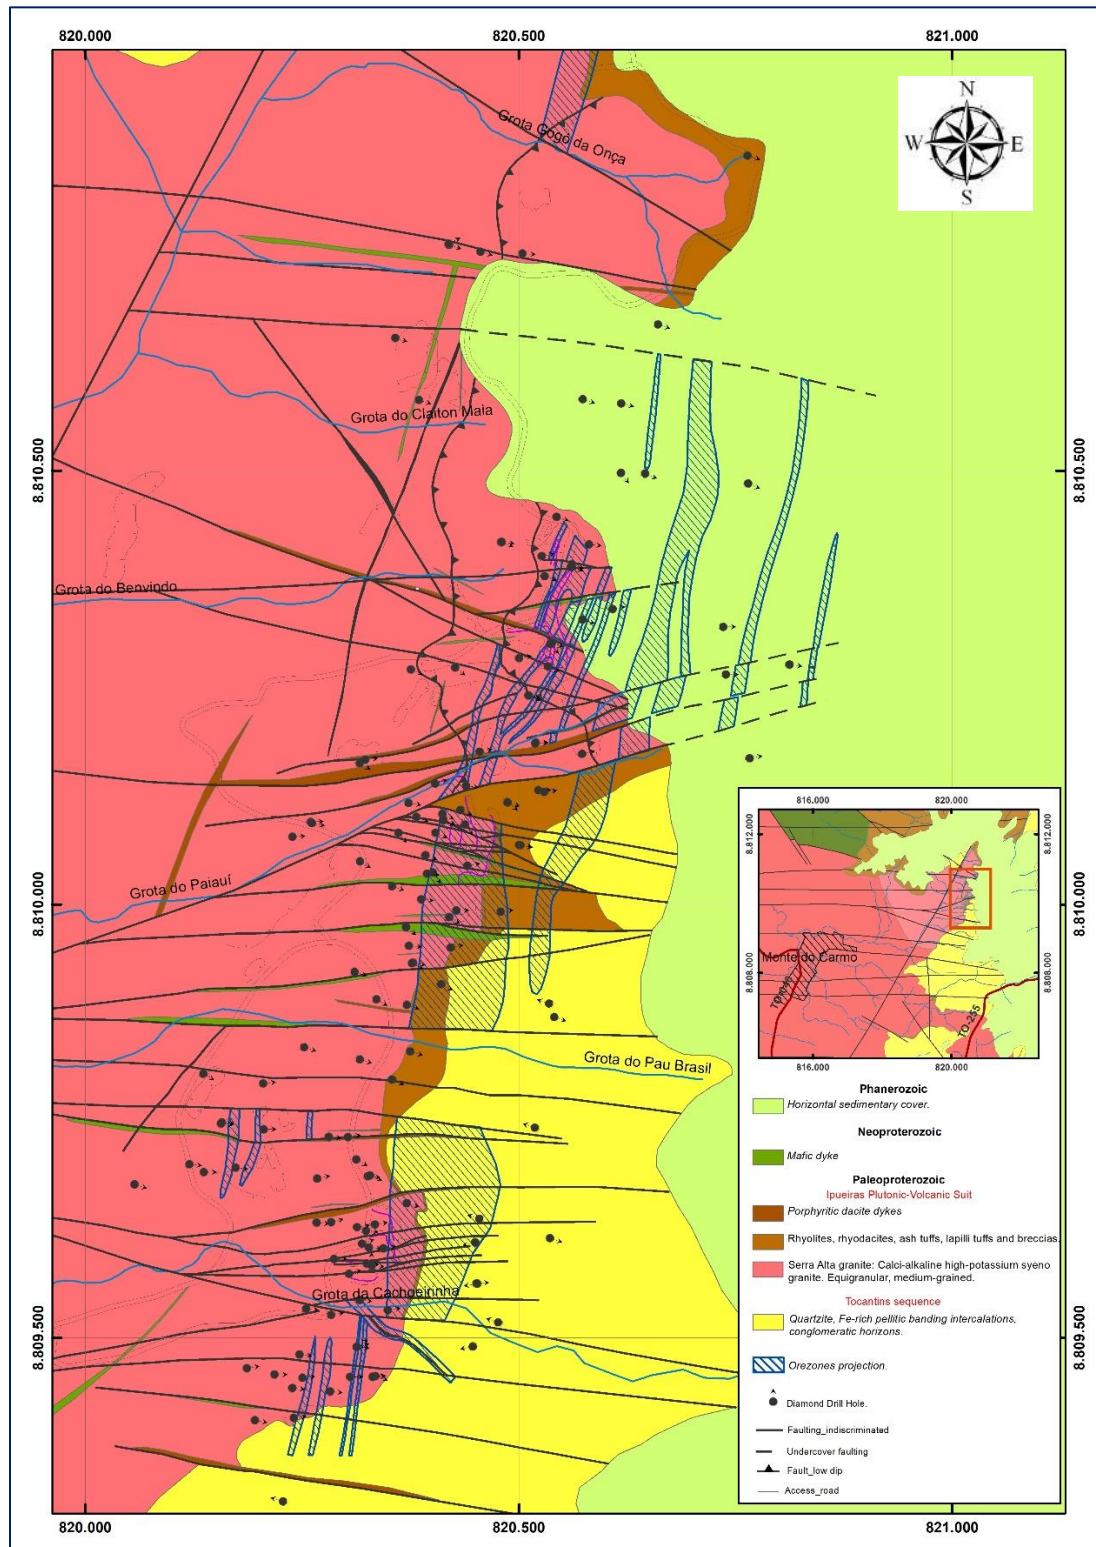 820.000
820.500
821.000
N
W
E
S
Grota Gogó da Onça
Grota do Claiton Maia
8.810.500
8.810.500
Grota do Benvindo
Grota do Paiauí
8.810.000
8.810.000
816.000
820.000
8.812.000
8.812.000
Monte do Carmo
8.808.000
8.808.000
TO-255
816.000
820.000
Grota do Pau Brasil
Grota da Cachoeirinha
8.809.500
8.809.500
Phanerozoic
Horizontal sedimentary cover.
Neoproterozoic
Mafic dyke
Paleoproterozoic
Ipueiras Plutonic-Volcanic Suit
Porphyritic dacite dykes
Rhyolites, rhyodacites, ash tuffs, lapilli tuffs and breccias.
Serra Alta granite: Calci-alkaline high-potassium syeno
granite. Equigranular, medium-grained.
Tocantins sequence
Quartzite, Fe-rich pellitic banding intercalations,
conglomeratic horizons.
Orezones projection.
Diamond Drill Hole.
Faulting_indiscriminated
Undercover faulting
Fault_low dip
Access_road
820.000
820.500
821.000